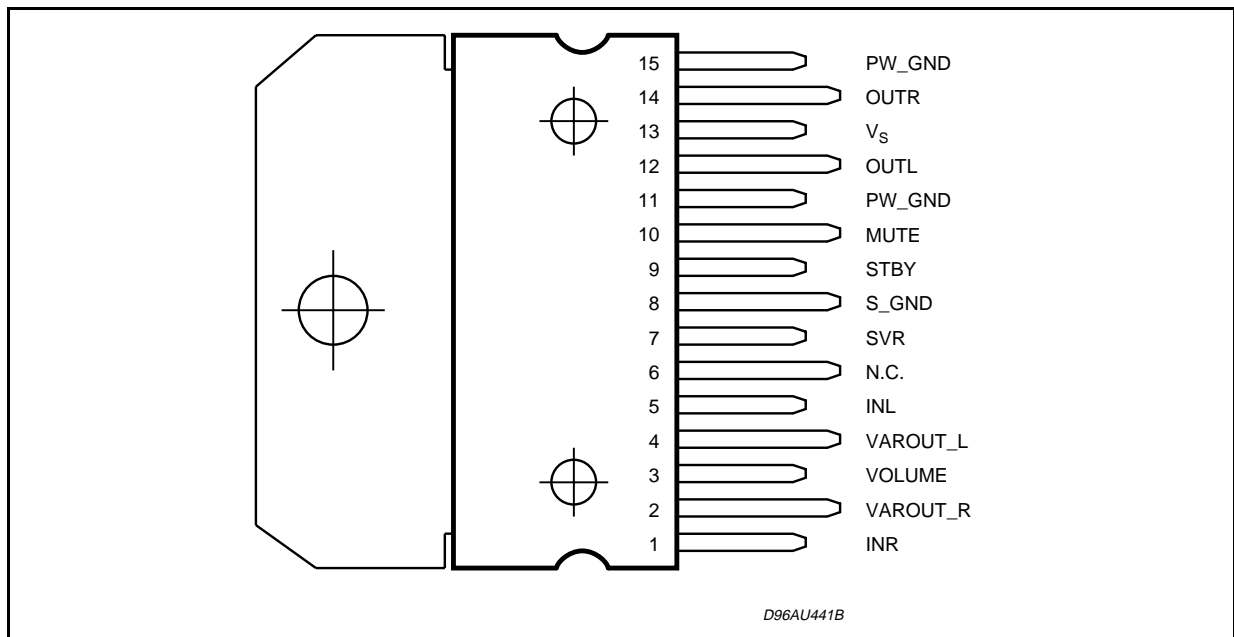 15 PW_GND
14 OUTR
13 VS
12 OUTL
11 PW_GND
10 MUTE
9 STBY
8 S_GND
7 SVR
6 N.C.
5 INL
4 VAROUT_L
3 VOLUME
2 VAROUT_R
1 INR
D96AU441B